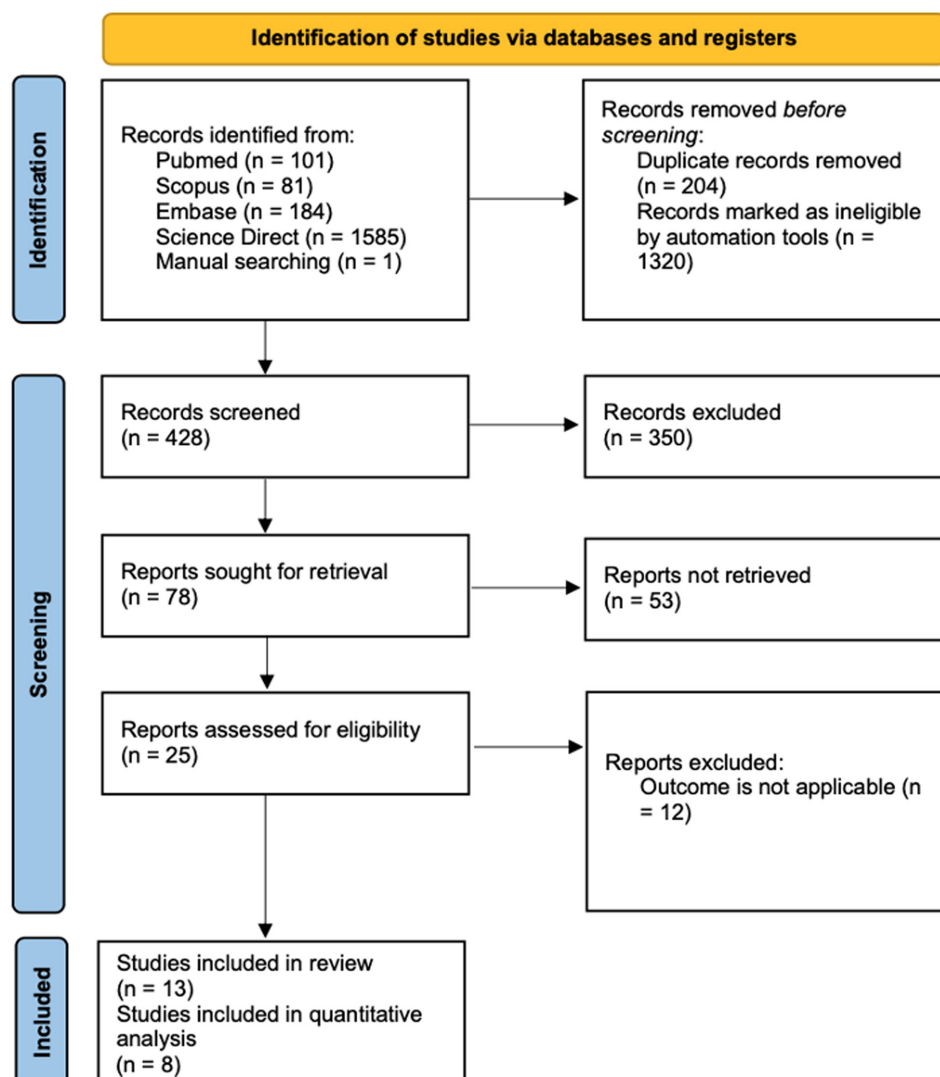 Identification of studies via databases and registers
Identification
Records identified from:
Pubmed (n = 101)
Scopus (n = 81)
Embase (n = 184)
Science Direct (n = 1585)
Manual searching (n = 1)
Records removed before
screening:
Duplicate records removed
(n = 204)
Records marked as ineligible
by automation tools (n =
1320)
Screening
Records screened
(n = 428)
Records excluded
(n = 350)
Reports sought for retrieval
(n = 78)
Reports not retrieved
(n = 53)
Reports assessed for eligibility
(n = 25)
Reports excluded:
Outcome is not applicable (n
= 12)
Included
Studies included in review
(n = 13)
Studies included in quantitative
analysis
(n = 8)